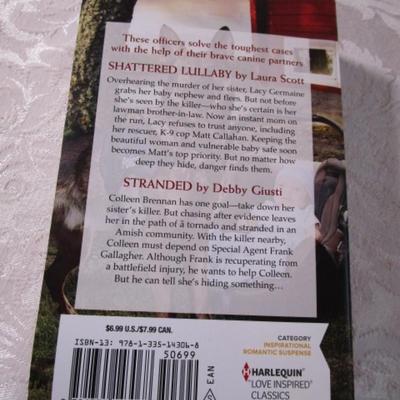 These officers solve the toughest cases
with the help of their brave canine partners
SHATTERED LULLABY by Laura Scott
Overhearing the murder of her sister, Lacy Germaine
grabs her baby nephew and flees. But not before
she's seen by the killer—who she's certain is her
lawman brother-in-law. Now an instant mom on
the run, Lacy refuses to trust anyone, including
her rescuer, K-9 cop Matt Callahan. Keeping the
beautiful woman and vulnerable baby safe soon
becomes Matt's top priority. But no matter how
deep they hide, danger finds them.
STRANDED by Debby Giusti
Colleen Brennan has one goal—take down her
sister's killer. But chasing after evidence leaves
her in the path of a tornado and stranded in an
Amish community. With the killer nearby,
Colleen must depend on Special Agent Frank
Gallagher. Although Frank is recuperating from
a battlefield injury, he wants to help Colleen.
But he can tell she's hiding something...
$6.99 U.S./$7.99 CAN.
ISBN-13: 978-1-335-14306-8
50699
EAN
CATEGORY
INSPIRATIONAL
ROMANTIC SUSPENSE
HARLEQUIN®
LOVE INSPIRED®
CLASSICS